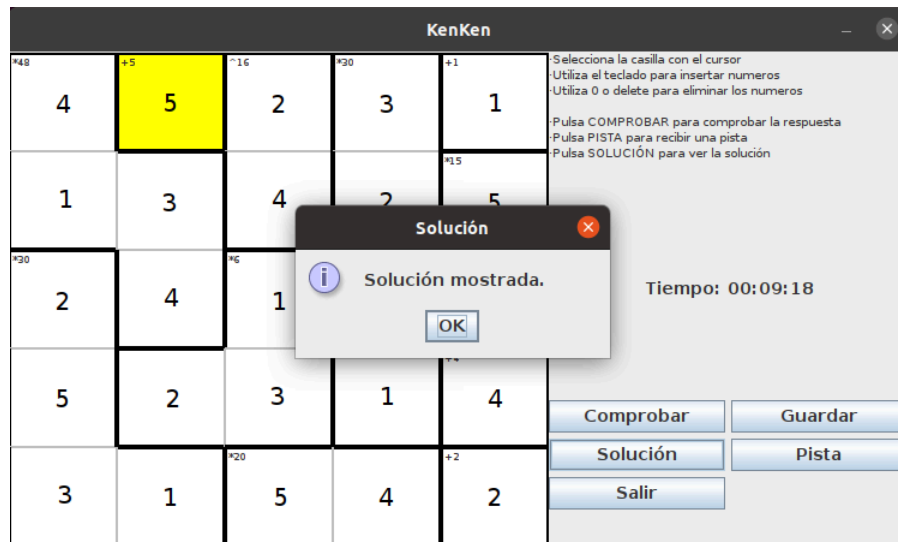 KenKen
*48 +5 ^16 *30 +1
4 5 2 3 1
·Selecciona la casilla con el cursor
·Utiliza el teclado para insertar numeros
·Utiliza 0 o delete para eliminar los numeros
·Pulsa COMPROBAR para comprobar la respuesta
·Pulsa PISTA para recibir una pista
·Pulsa SOLUCIÓN para ver la solución
*15
1 3 4 2 5
Solución
Solución mostrada.
OK
*30 *6
2 4 1
Tiempo: 00:09:18
5 2 3 1 4
Comprobar Guardar
Solución Pista
Salir
*20 +2
3 1 5 4 2